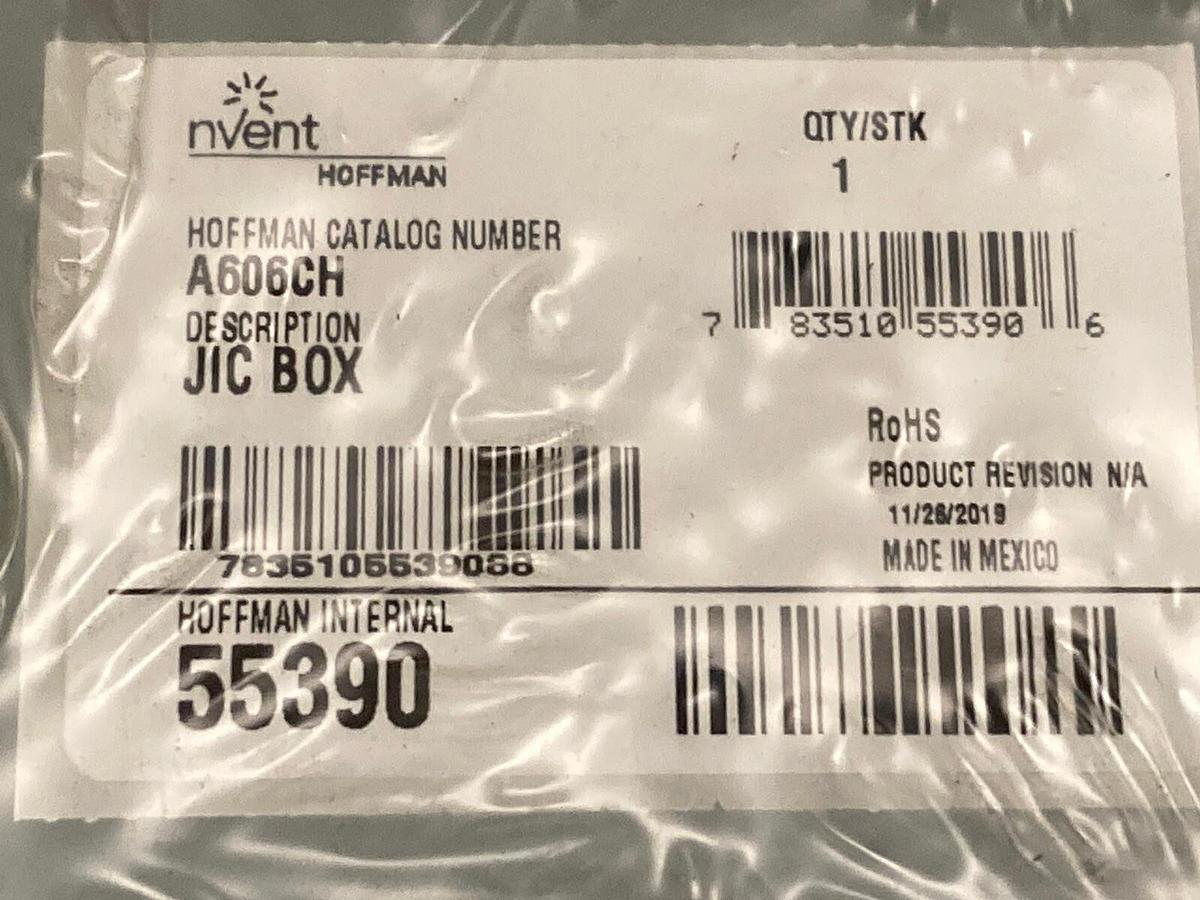 nVent
HOFFMAN
QTY/STK
1
HOFFMAN CATALOG NUMBER
A606CH
DESCRIPTION
JIC BOX
7 83510 55390 6
RoHS
PRODUCT REVISION N/A
11/26/2019
MADE IN MEXICO
7835105539088
HOFFMAN INTERNAL
55390